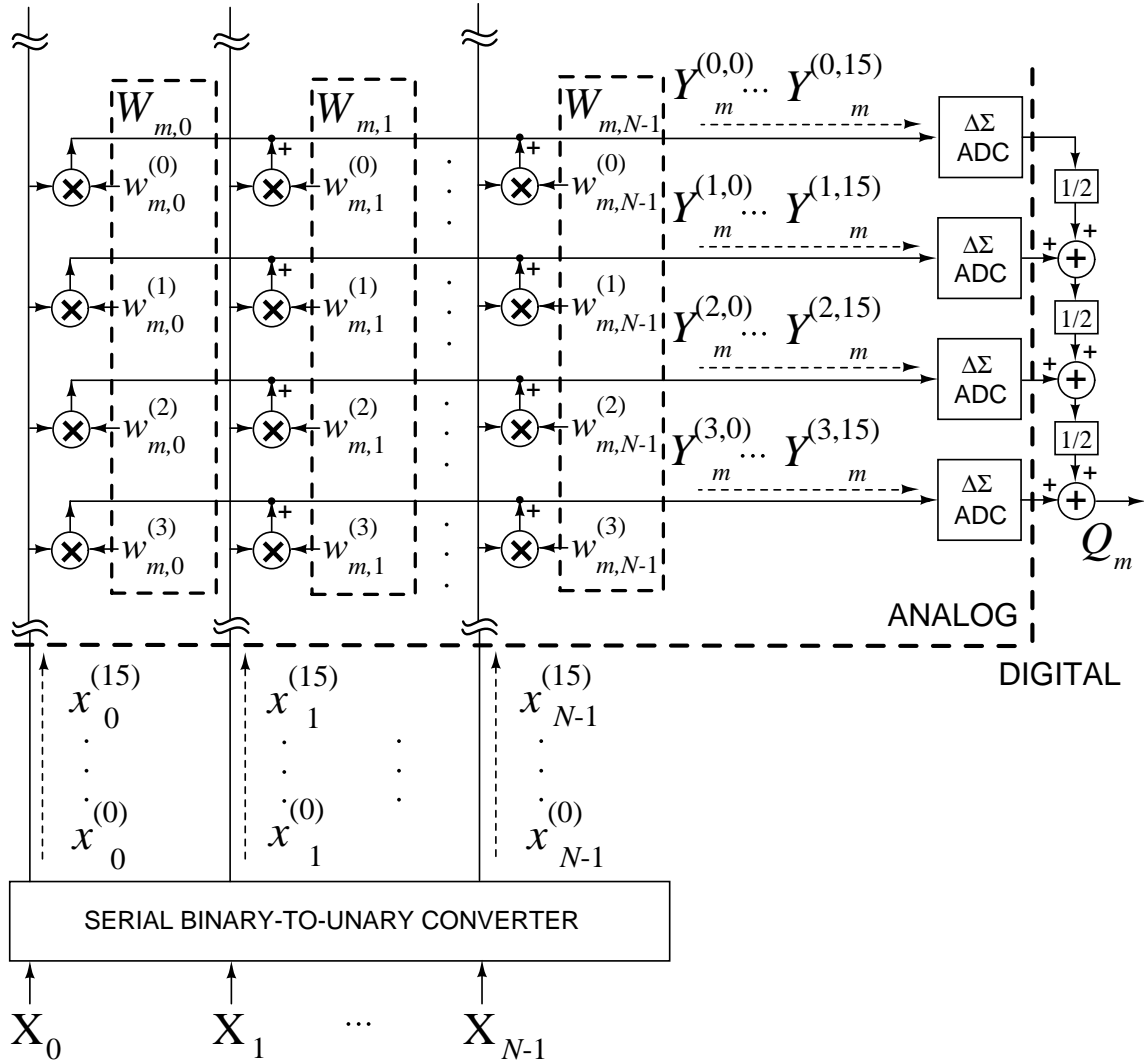 W_{m,0} W_{m,1} W_{m,N-1} Y_m^{(0,0)} ... Y_m^{(0,15)} ΔΣ ADC
w_{m,0}^{(0)} w_{m,1}^{(0)} w_{m,N-1}^{(0)} 1/2
+ +
Y_m^{(1,0)} ... Y_m^{(1,15)} ΔΣ ADC + + +
w_{m,0}^{(1)} w_{m,1}^{(1)} w_{m,N-1}^{(1)} 1/2
+ +
Y_m^{(2,0)} ... Y_m^{(2,15)} ΔΣ ADC + + +
w_{m,0}^{(2)} w_{m,1}^{(2)} w_{m,N-1}^{(2)} 1/2
+ +
Y_m^{(3,0)} ... Y_m^{(3,15)} ΔΣ ADC + + +
w_{m,0}^{(3)} w_{m,1}^{(3)} w_{m,N-1}^{(3)} Q_m
+ +
ANALOG
DIGITAL
x_0^{(15)} x_1^{(15)} x_{N-1}^{(15)}
x_0^{(0)} x_1^{(0)} x_{N-1}^{(0)}
SERIAL BINARY-TO-UNARY CONVERTER
X_0 X_1 ... X_{N-1}